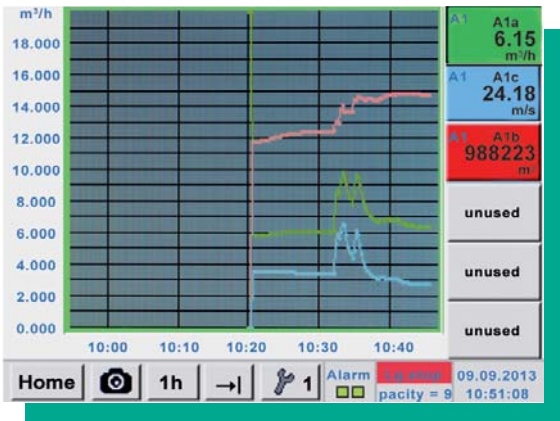 m³/h
18.000
16.000
14.000
12.000
10.000
8.000
6.000
4.000
2.000
0.000
10:00 10:10 10:20 10:30 10:40
A1 A1a
6.15
m³/h
A1 A1c
24.18
m/s
A1 A1b
988223
unused
unused
unused
Home 1h →| 1 Alarm stop 09.09.2013
pacity = 9 10:51:08